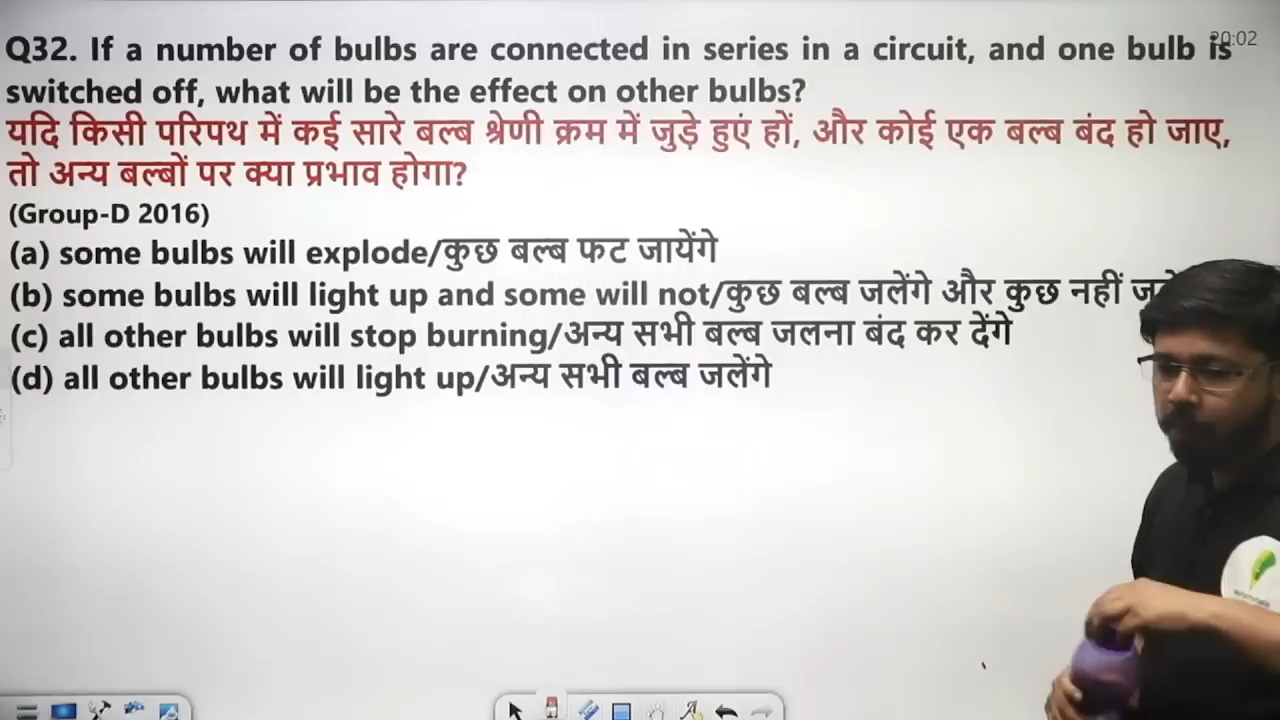 20:02
Q32. If a number of bulbs are connected in series in a circuit, and one bulb is
switched off, what will be the effect on other bulbs?
यदि किसी परिपथ में कई सारे बल्ब श्रेणी क्रम में जुड़े हुएं हों, और कोई एक बल्ब बंद हो जाए,
तो अन्य बल्बों पर क्या प्रभाव होगा?
(Group-D 2016)
(a) some bulbs will explode/कुछ बल्ब फट जायेंगे
(b) some bulbs will light up and some will not/कुछ बल्ब जलेंगे और कुछ नहीं
(c) all other bulbs will stop burning/अन्य सभी बल्ब जलना बंद कर देंगे
(d) all other bulbs will light up/अन्य सभी बल्ब जलेंगे